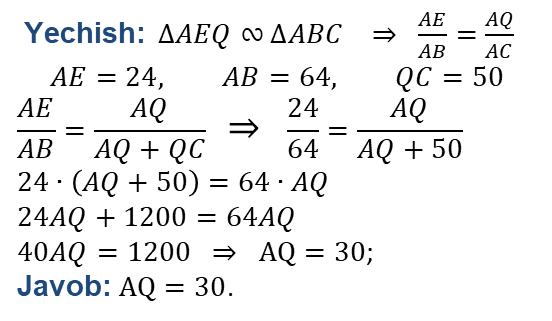 Yechish: ΔAEQ ∾ ΔABC ⇒ AE/AB = AQ/AC
AE = 24, AB = 64, QC = 50
AE/AB = AQ/(AQ + QC) ⇒ 24/64 = AQ/(AQ + 50)
24 · (AQ + 50) = 64 · AQ
24AQ + 1200 = 64AQ
40AQ = 1200 ⇒ AQ = 30;
Javob: AQ = 30.